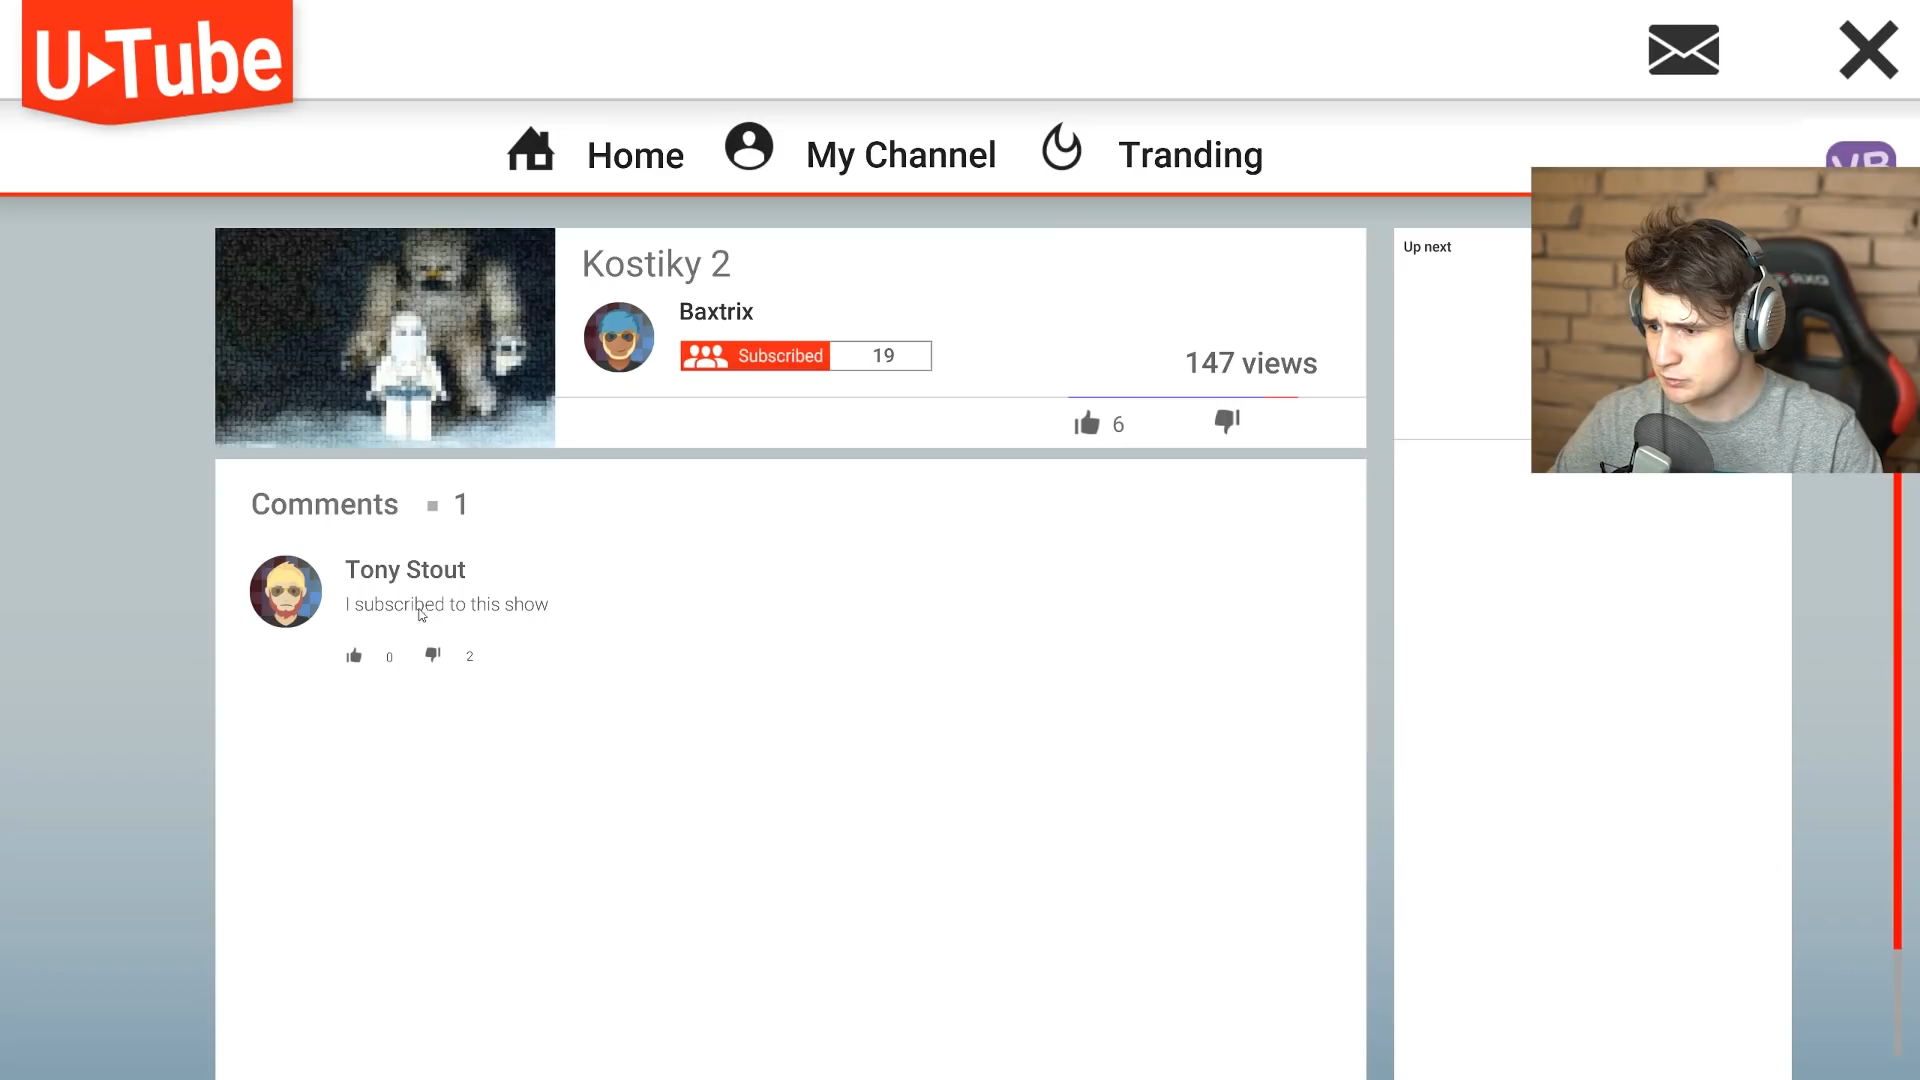 U Tube
Home My Channel Tranding
Kostiky 2
Up next
Baxtrix
Subscribed 19
147 views
6
Comments 1
Tony Stout
I subscribed to this show
0 2